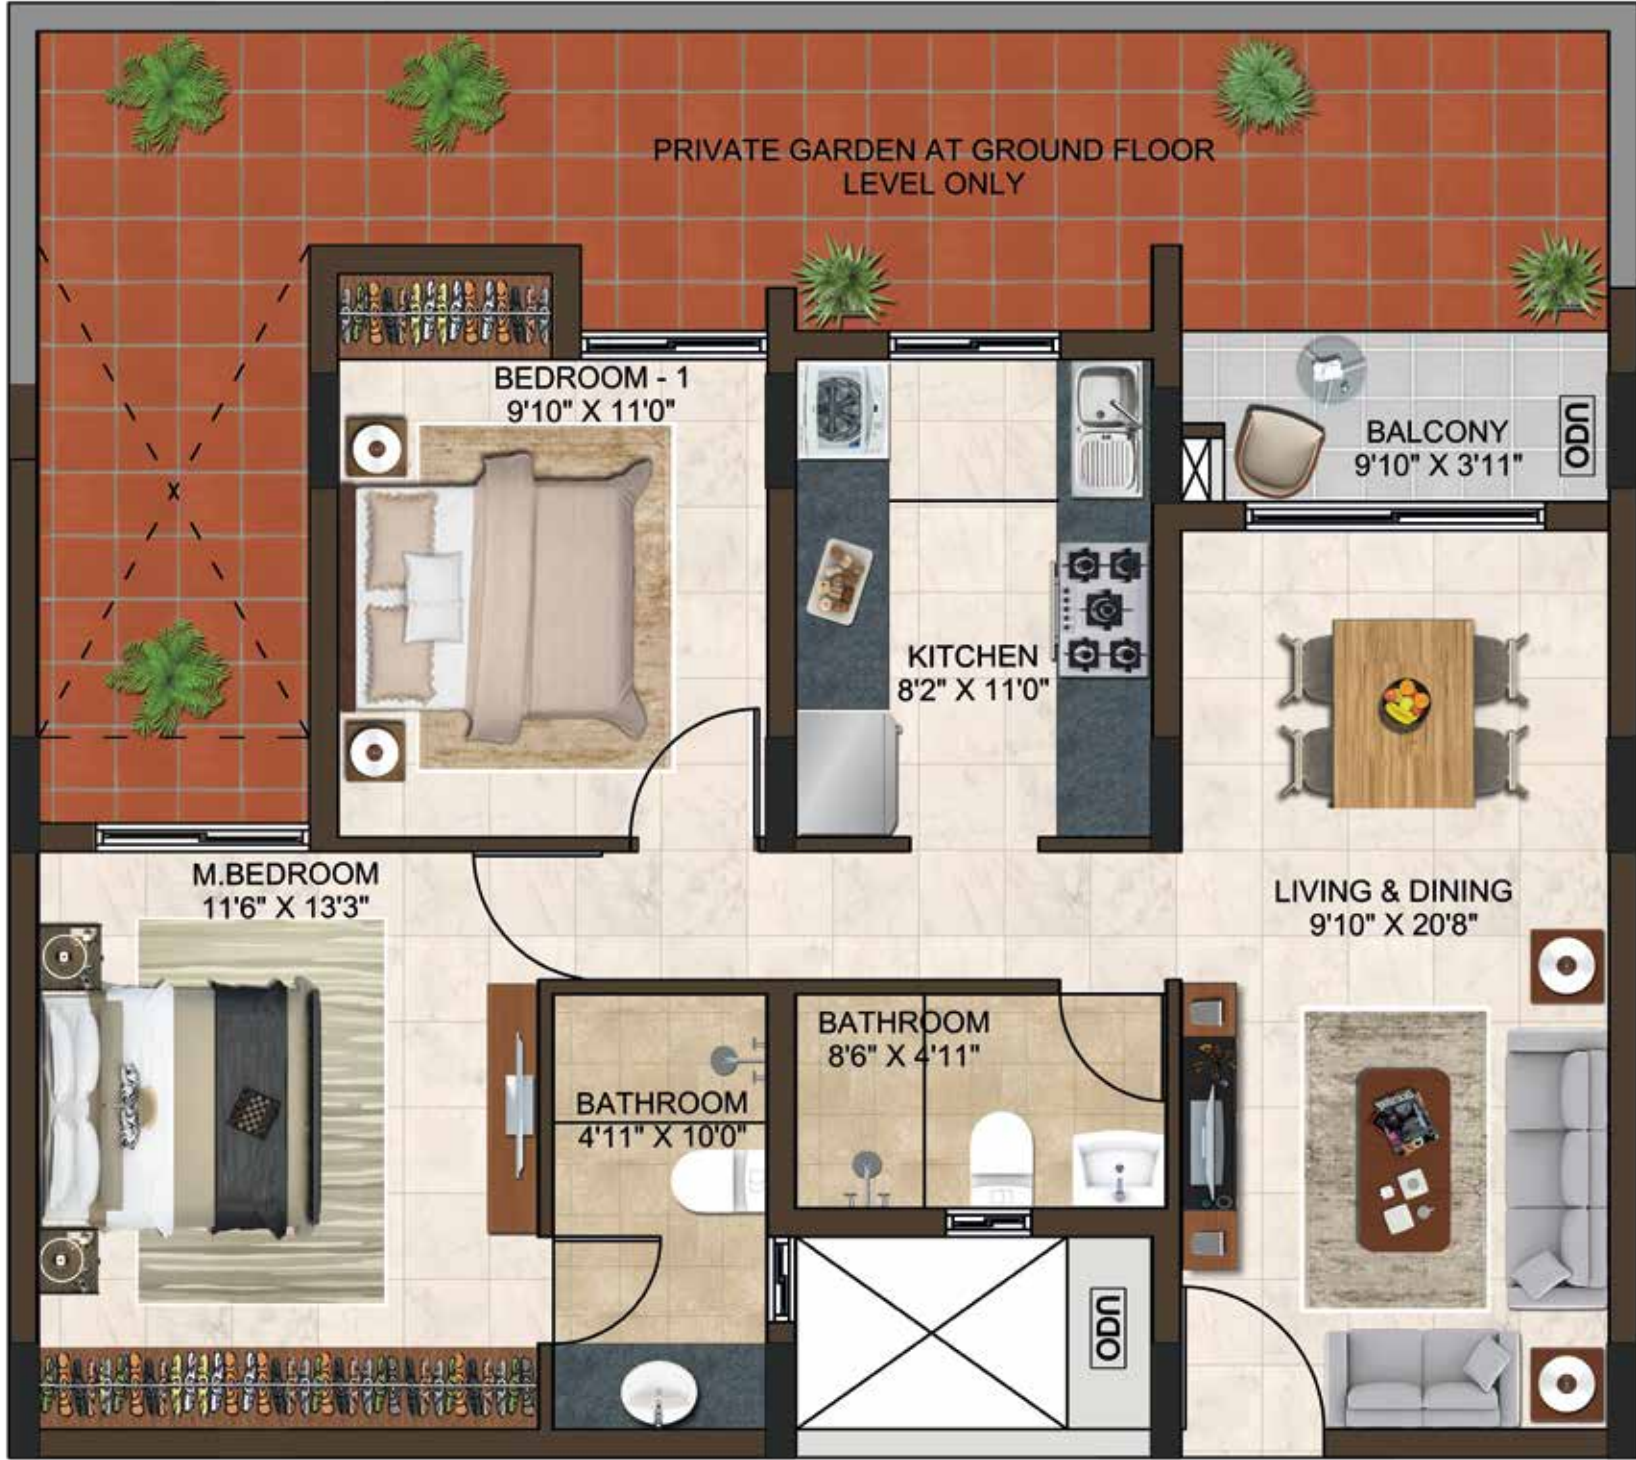 PRIVATE GARDEN AT GROUND FLOOR
LEVEL ONLY
BEDROOM - 1
9'10" X 11'0"
BALCONY
9'10" X 3'11"
ODU
X
KITCHEN
8'2" X 11'0"
M.BEDROOM
11'6" X 13'3"
LIVING & DINING
9'10" X 20'8"
BATHROOM
8'6" X 4'11"
BATHROOM
4'11" X 10'0"
ODU